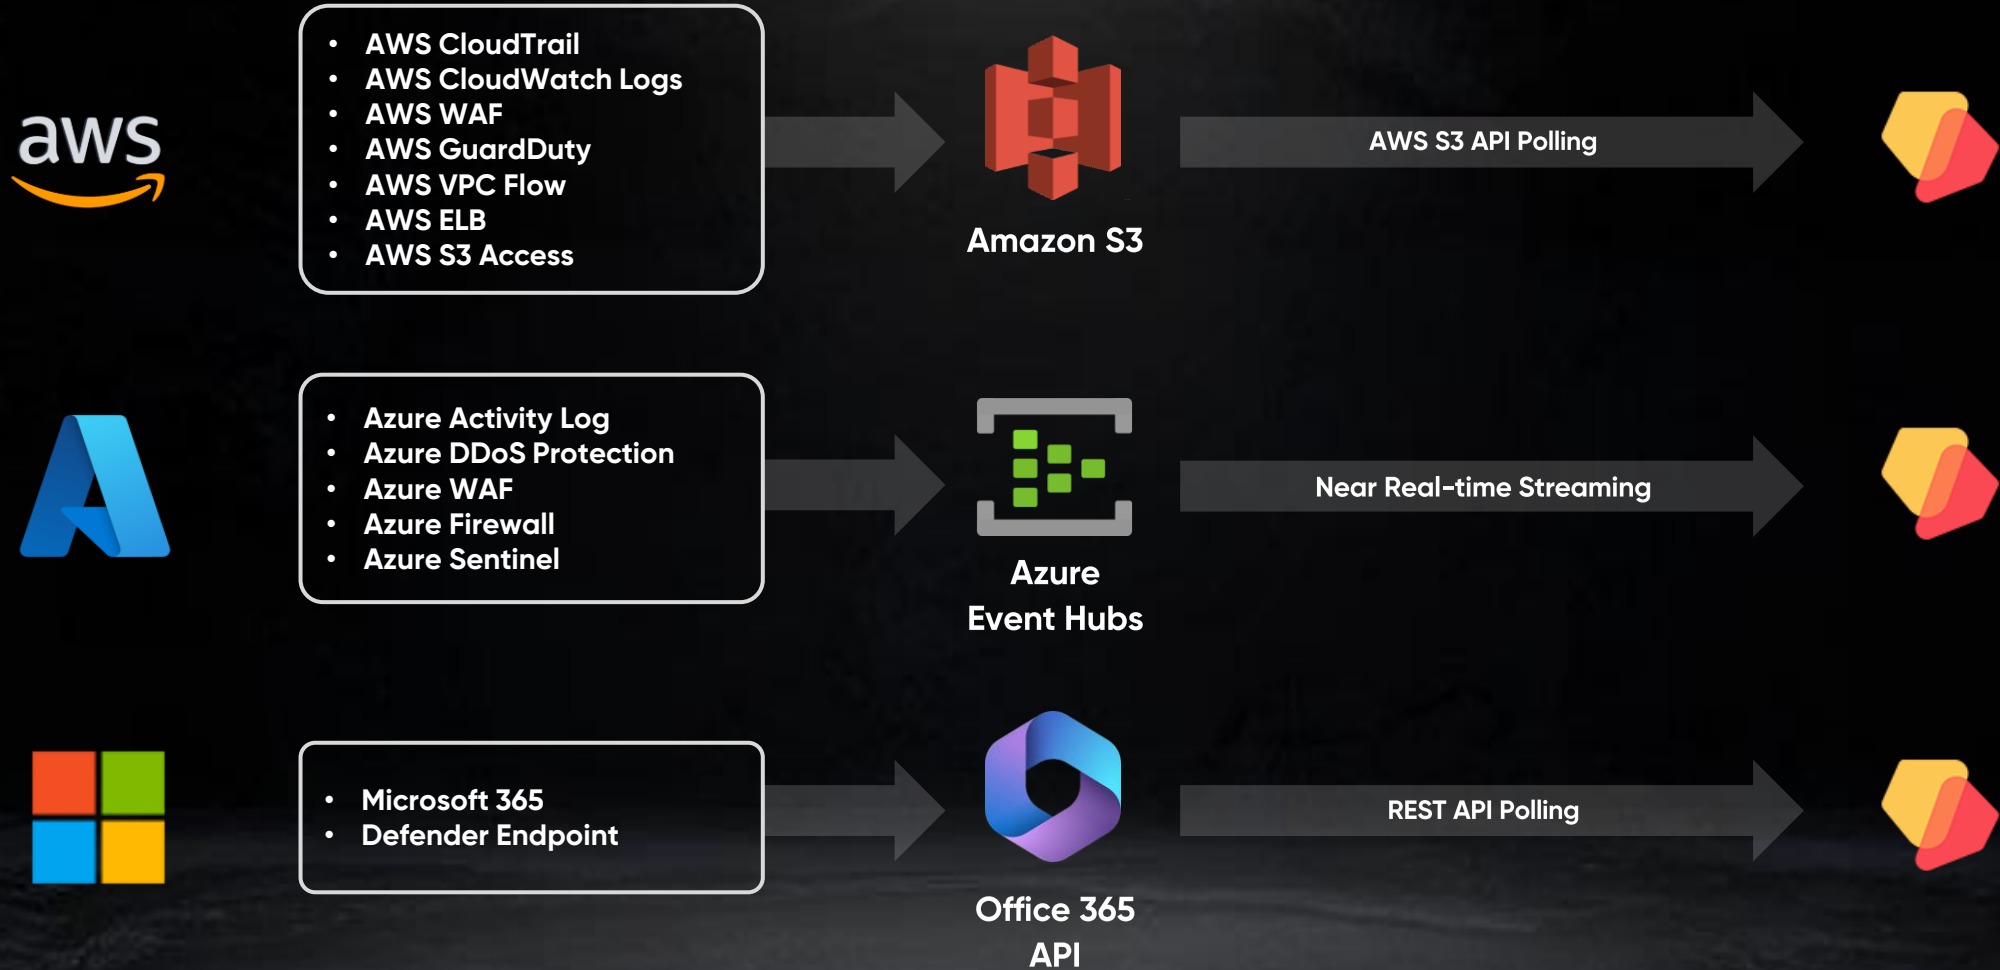 aws
• AWS CloudTrail
• AWS CloudWatch Logs
• AWS WAF
• AWS GuardDuty
• AWS VPC Flow
• AWS ELB
• AWS S3 Access
Amazon S3
AWS S3 API Polling
• Azure Activity Log
• Azure DDoS Protection
• Azure WAF
• Azure Firewall
• Azure Sentinel
Azure
Event Hubs
Near Real-time Streaming
• Microsoft 365
• Defender Endpoint
Office 365
API
REST API Polling